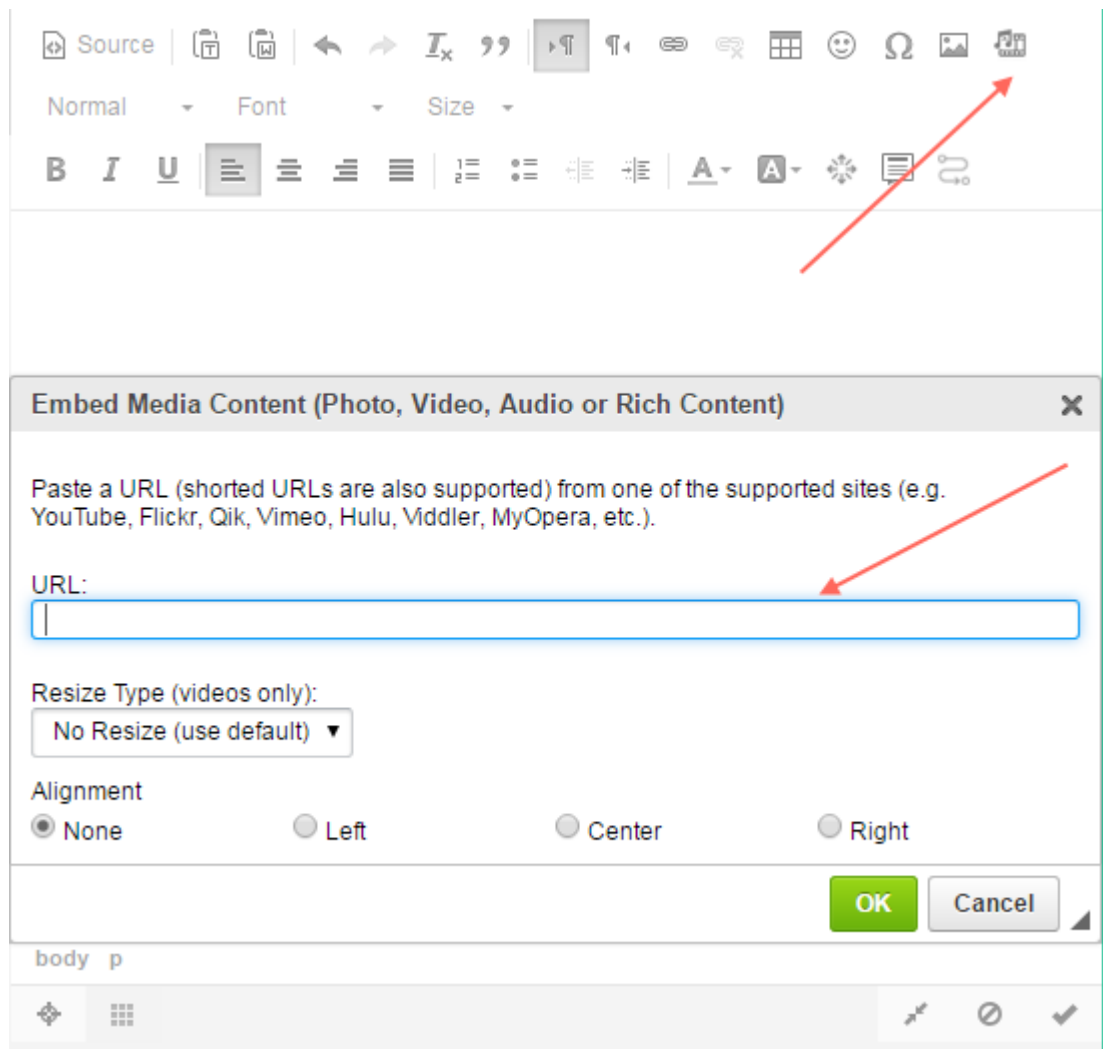 Source
Normal Font Size
B I U A A
Embed Media Content (Photo, Video, Audio or Rich Content)
Paste a URL (shorted URLs are also supported) from one of the supported sites (e.g.
YouTube, Flickr, Qik, Vimeo, Hulu, Viddler, MyOpera, etc.).
URL:
Resize Type (videos only):
No Resize (use default)
Alignment
None Left Center Right
OK Cancel
body p